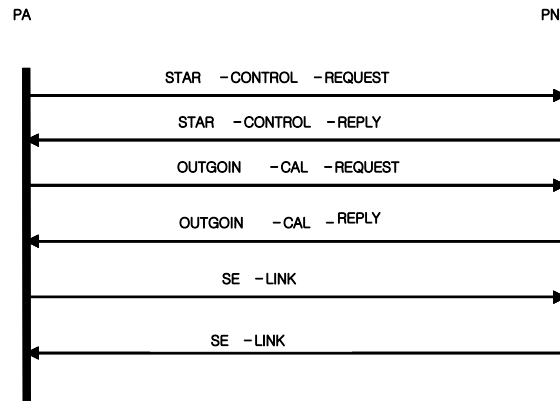 PA PN
STAR -CONTROL -REQUEST
STAR -CONTROL -REPLY
OUTGOIN -CAL -REQUEST
OUTGOIN -CAL -REPLY
SE -LINK
SE -LINK